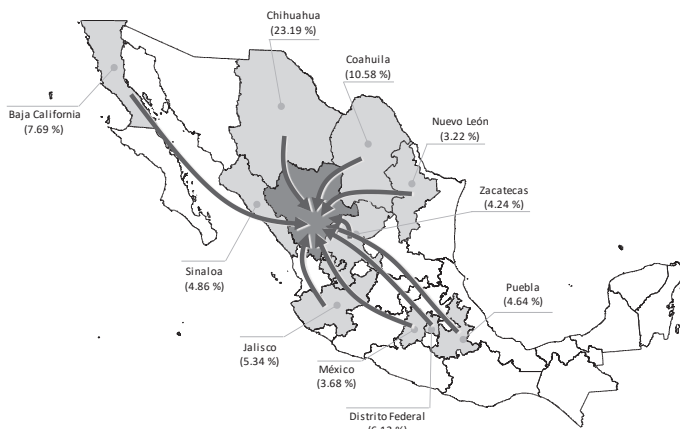 Chihuahua
(23.19 %)
Coahuila
(10.58 %)
Baja California
(7.69 %)
Nuevo León
(3.22 %)
Zacatecas
(4.24 %)
Sinaloa
(4.86 %)
Puebla
(4.64 %)
Jalisco
(5.34 %)
México
(3.68 %)
Distrito Federal